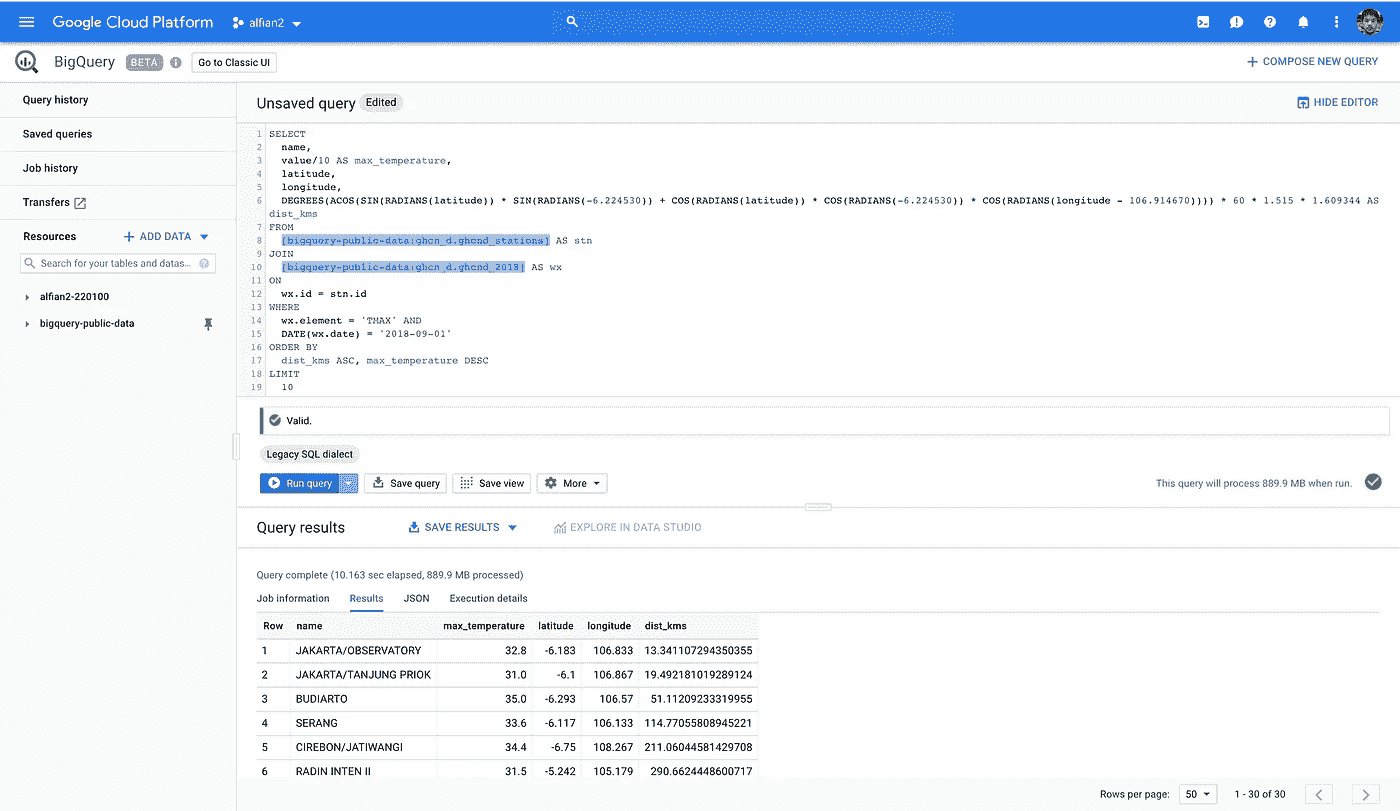 Google Cloud Platform alfian2
BigQuery BETA Go to Classic UI COMPOSE NEW QUERY
Query history
Saved queries
Job history
Transfers
Resources ADD DATA
Search for your tables and datas...
alfian2-220100
bigquery-public-data
Unsaved query Edited HIDE EDITOR
1 SELECT
2 name,
3 value/10 AS max_temperature,
4 latitude,
5 longitude,
6 DEGREES(ACOS(SIN(RADIANS(latitude)) * SIN(RADIANS(-6.224530)) + COS(RADIANS(latitude)) * COS(RADIANS(-6.224530)) * COS(RADIANS(longitude - 106.914670)))) * 60 * 1.515 * 1.609344 AS
dist_kms
7 FROM
8 [bigquery-public-data:ghcn_d.ghcnd_stations] AS stn
9 JOIN
10 [bigquery-public-data:ghcn_d.ghcnd_2018] AS wx
11 ON
12 wx.id = stn.id
13 WHERE
14 wx.element = 'TMAX' AND
15 DATE(wx.date) = '2018-09-01'
16 ORDER BY
17 dist_kms ASC, max_temperature DESC
18 LIMIT
19 10
Valid.
Legacy SQL dialect
Run query Save query Save view More This query will process 889.9 MB when run.
Query results SAVE RESULTS EXPLORE IN DATA STUDIO
Query complete (10.163 sec elapsed, 889.9 MB processed)
Job information Results JSON Execution details
Row name max_temperature latitude longitude dist_kms
1 JAKARTA/OBSERVATORY 32.8 -6.183 106.833 13.341107294350355
2 JAKARTA/TANJUNG PRIOK 31.0 -6.1 106.867 19.492181019289124
3 BUDIARTO 35.0 -6.293 106.57 51.11209233319955
4 SERANG 33.6 -6.117 106.133 114.77055808945221
5 CIREBON/JATIWANGI 34.4 -6.75 108.267 211.06044581429708
6 RADIN INTEN II 31.5 -5.242 105.179 290.6624448600717
Rows per page: 50 1 - 30 of 30